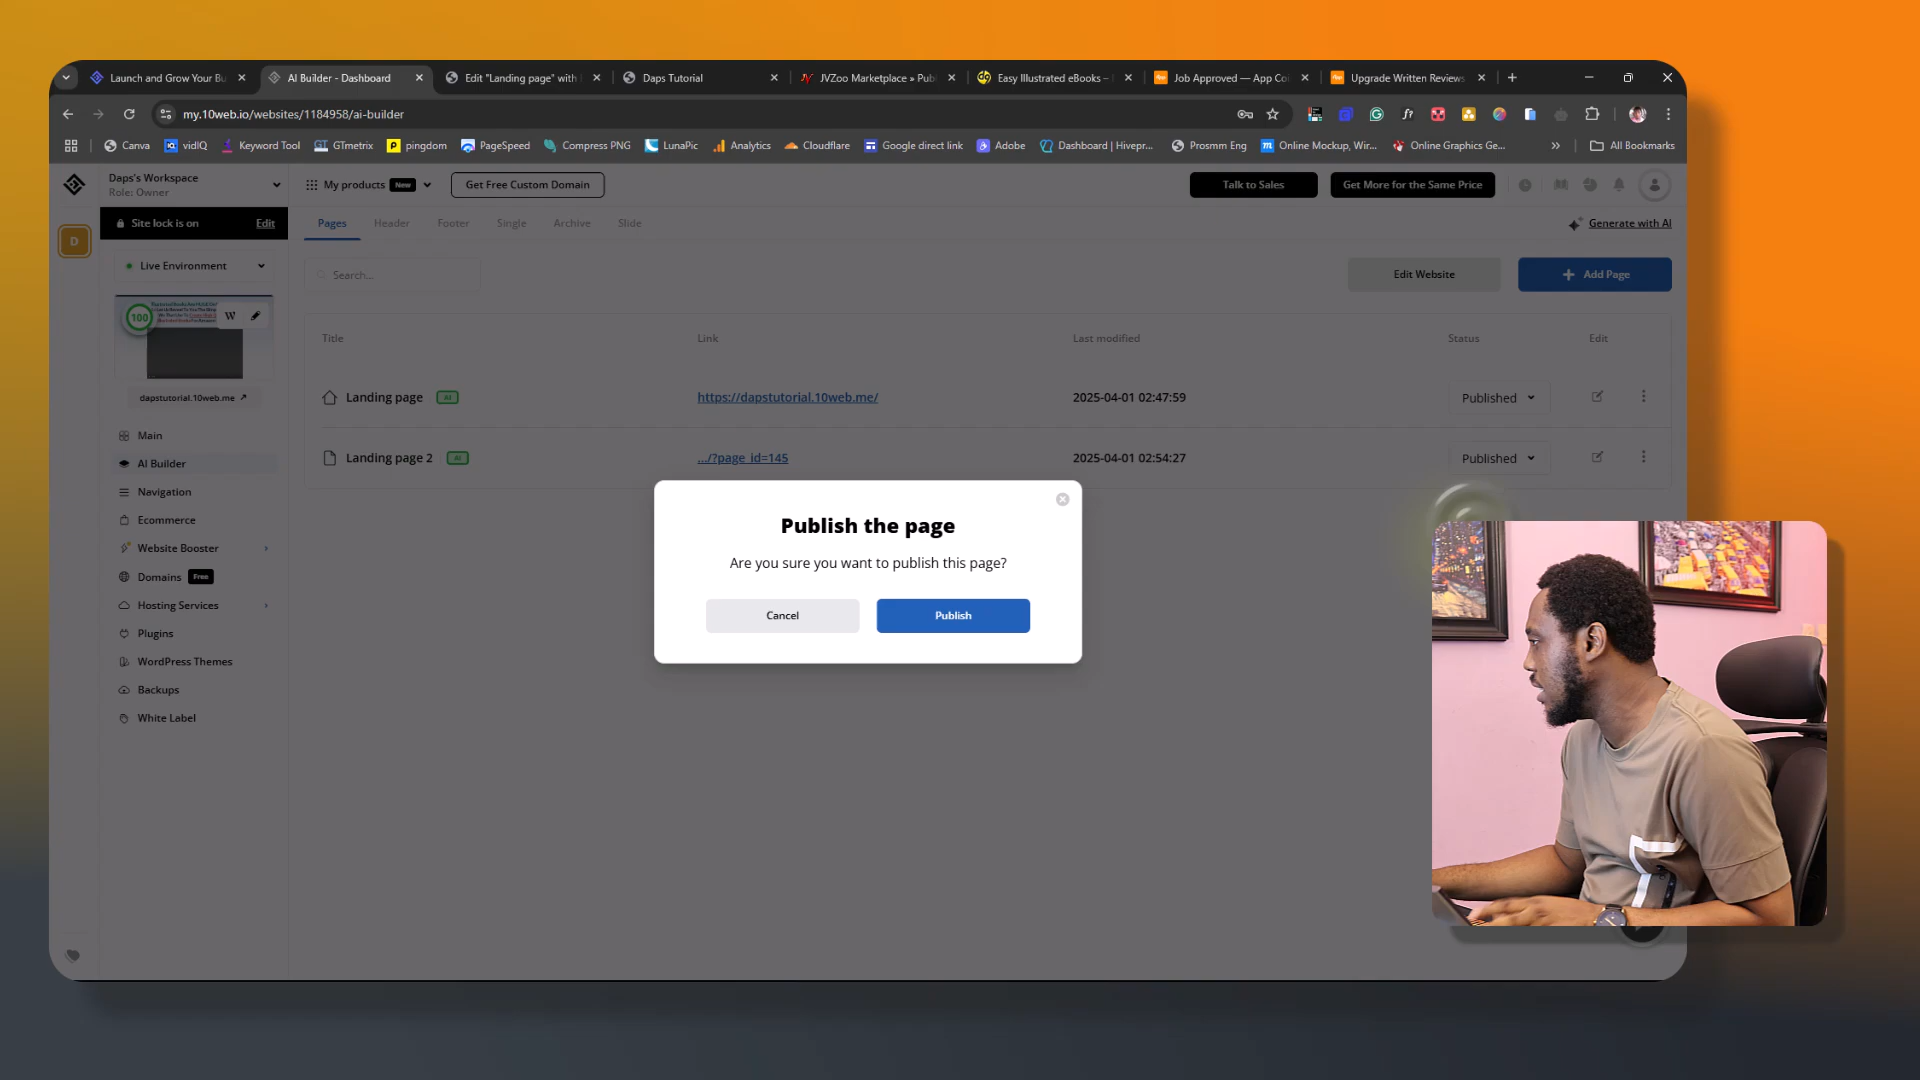 Launch and Grow Your Bu
AI Builder - Dashboard
Edit "Landing page" with
Daps Tutorial
JVZoo Marketplace » Pub
Easy Illustrated eBooks –
Job Approved — App Co
Upgrade Written Reviews
my.10web.io/websites/1184958/ai-builder
Canva
vidIQ
Keyword Tool
GTmetrix
pingdom
PageSpeed
Compress PNG
LunaPic
Analytics
Cloudflare
Google direct link
Adobe
Dashboard | Hivepr...
Prosmm Eng
Online Mockup, Wir...
Online Graphics Ge...
All Bookmarks
Daps's Workspace
Role: Owner
My products New
Get Free Custom Domain
Talk to Sales
Get More for the Same Price
D
Site lock is on
Edit
Pages
Header
Footer
Single
Archive
Slide
Generate with AI
Live Environment
Search...
Edit Website
Add Page
100
W
dapstutorial.10web.me
Title
Link
Last modified
Status
Edit
Landing page AI
https://dapstutorial.10web.me/
2025-04-01 02:47:59
Published
Landing page 2 AI
.../?page_id=145
2025-04-01 02:54:27
Published
Main
AI Builder
Navigation
Ecommerce
Website Booster
Domains Free
Hosting Services
Plugins
WordPress Themes
Backups
White Label
Publish the page
Are you sure you want to publish this page?
Cancel
Publish